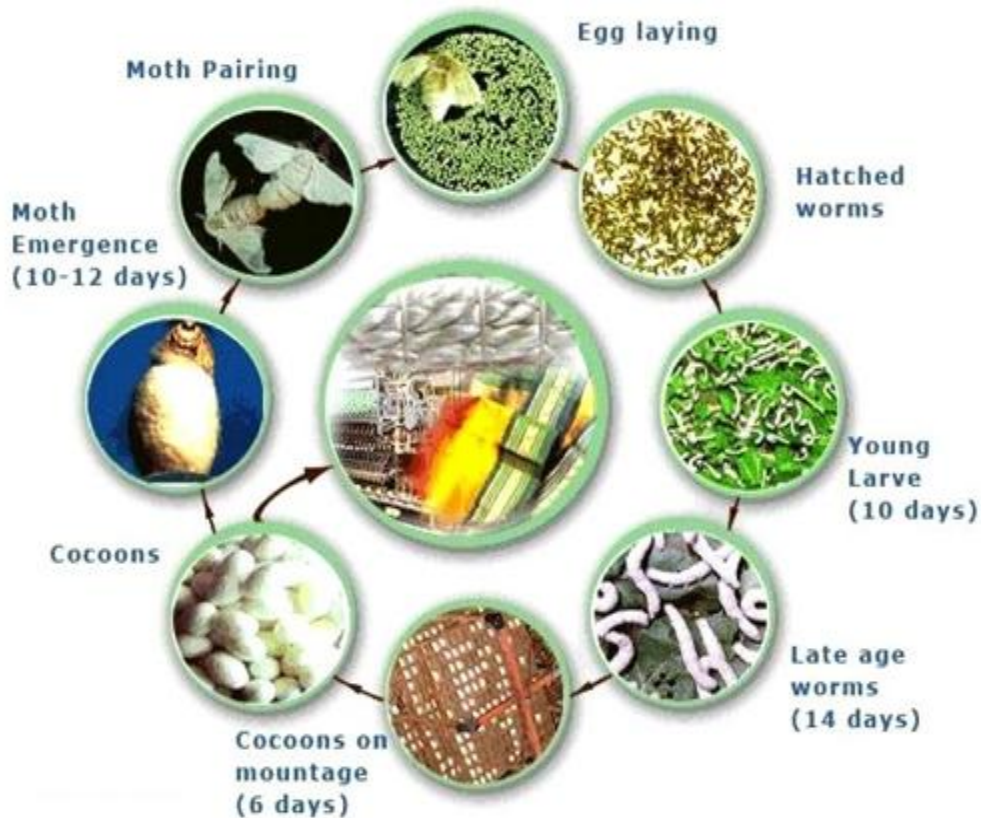 Egg laying
Moth Pairing
Hatched
worms
Moth
Emergence
(10-12 days)
Young
Larve
(10 days)
Cocoons
Late age
worms
(14 days)
Cocoons on
mountage
(6 days)